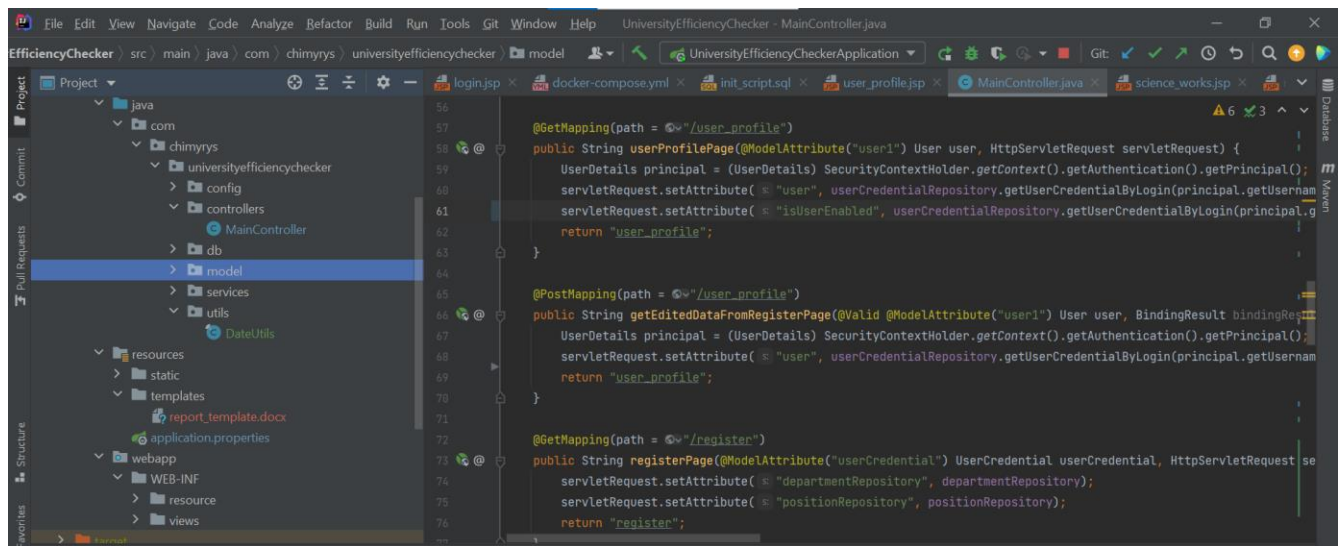 File Edit View Navigate Code Analyze Refactor Build Run Tools Git Window Help UniversityEfficiencyChecker - MainController.java
EfficiencyChecker src main java com chimyrys universityefficiencychecker model UniversityEfficiencyCheckerApplication Git:
Project login.jsp docker-compose.yml init_script.sql user_profile.jsp MainController.java science_works.jsp
Project
Commit
Pull Requests
Structure
Favorites
java
com
chimyrys
universityefficiencychecker
config
controllers
MainController
db
model
services
utils
DateUtils
resources
static
templates
report_template.docx
application.properties
webapp
WEB-INF
resource
views
target
6 3
56
57 @GetMapping(path = "/user_profile")
58 @ public String userProfilePage(@ModelAttribute("user1") User user, HttpServletRequest servletRequest) {
59 UserDetails principal = (UserDetails) SecurityContextHolder.getContext().getAuthentication().getPrincipal();
60 servletRequest.setAttribute( s: "user", userCredentialRepository.getUserCredentialByLogin(principal.getUsernam
61 servletRequest.setAttribute( s: "isUserEnabled", userCredentialRepository.getUserCredentialByLogin(principal.g
62 return "user_profile";
63 }
64
65 @PostMapping(path = "/user_profile")
66 @ public String getEditedDataFromRegisterPage(@Valid @ModelAttribute("user1") User user, BindingResult bindingRes
67 UserDetails principal = (UserDetails) SecurityContextHolder.getContext().getAuthentication().getPrincipal();
68 servletRequest.setAttribute( s: "user", userCredentialRepository.getUserCredentialByLogin(principal.getUsernam
69 return "user_profile";
70 }
71
72 @GetMapping(path = "/register")
73 @ public String registerPage(@ModelAttribute("userCredential") UserCredential userCredential, HttpServletRequest se
74 servletRequest.setAttribute( s: "departmentRepository", departmentRepository);
75 servletRequest.setAttribute( s: "positionRepository", positionRepository);
76 return "register";
77 }
Database
m Maven